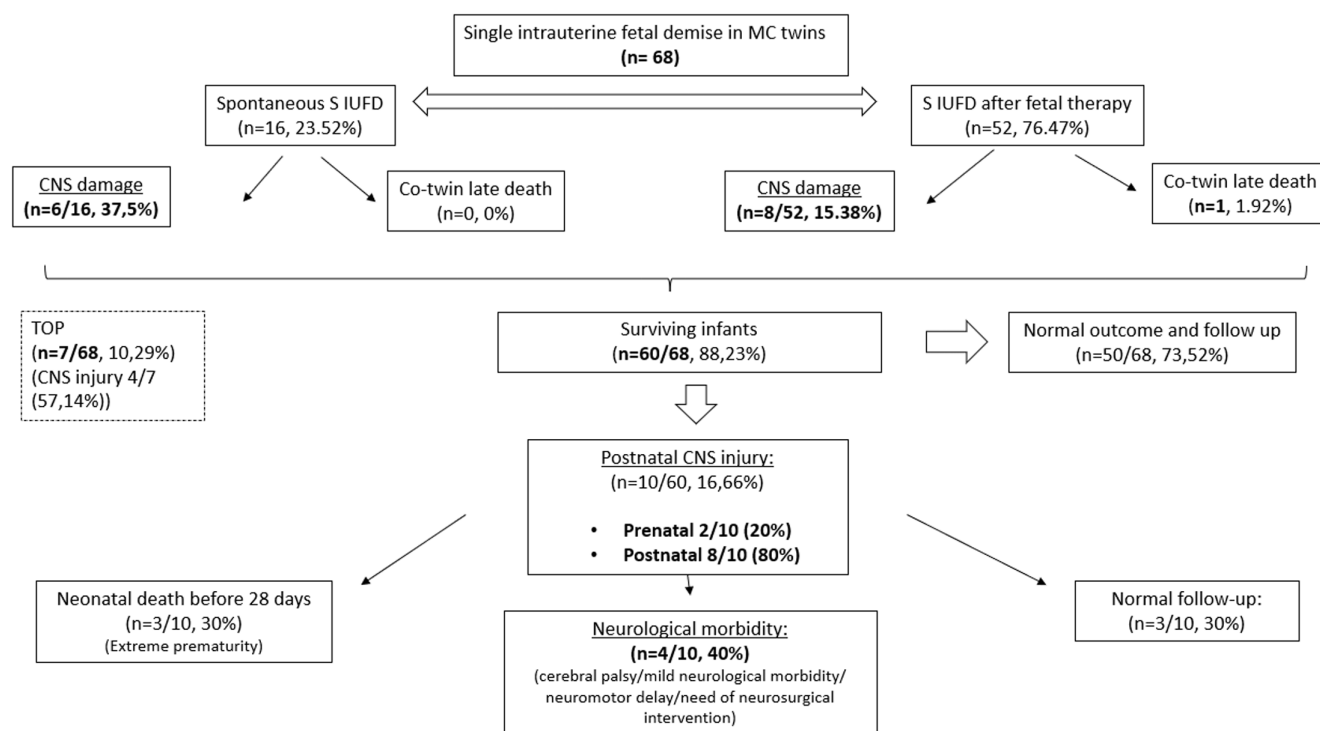 Single intrauterine fetal demise in MC twins
(n= 68)
Spontaneous S IUFD
(n=16, 23.52%)
S IUFD after fetal therapy
(n=52, 76.47%)
CNS damage
(n=6/16, 37,5%)
Co-twin late death
(n=0, 0%)
CNS damage
(n=8/52, 15.38%)
Co-twin late death
(n=1, 1.92%)
TOP
(n=7/68, 10,29%)
(CNS injury 4/7
(57,14%))
Surviving infants
(n=60/68, 88,23%)
Normal outcome and follow up
(n=50/68, 73,52%)
Postnatal CNS injury:
(n=10/60, 16,66%)
• Prenatal 2/10 (20%)
• Postnatal 8/10 (80%)
Neonatal death before 28 days
(n=3/10, 30%)
(Extreme prematurity)
Neurological morbidity:
(n=4/10, 40%)
(cerebral palsy/mild neurological morbidity/
neuromotor delay/need of neurosurgical
intervention)
Normal follow-up:
(n=3/10, 30%)